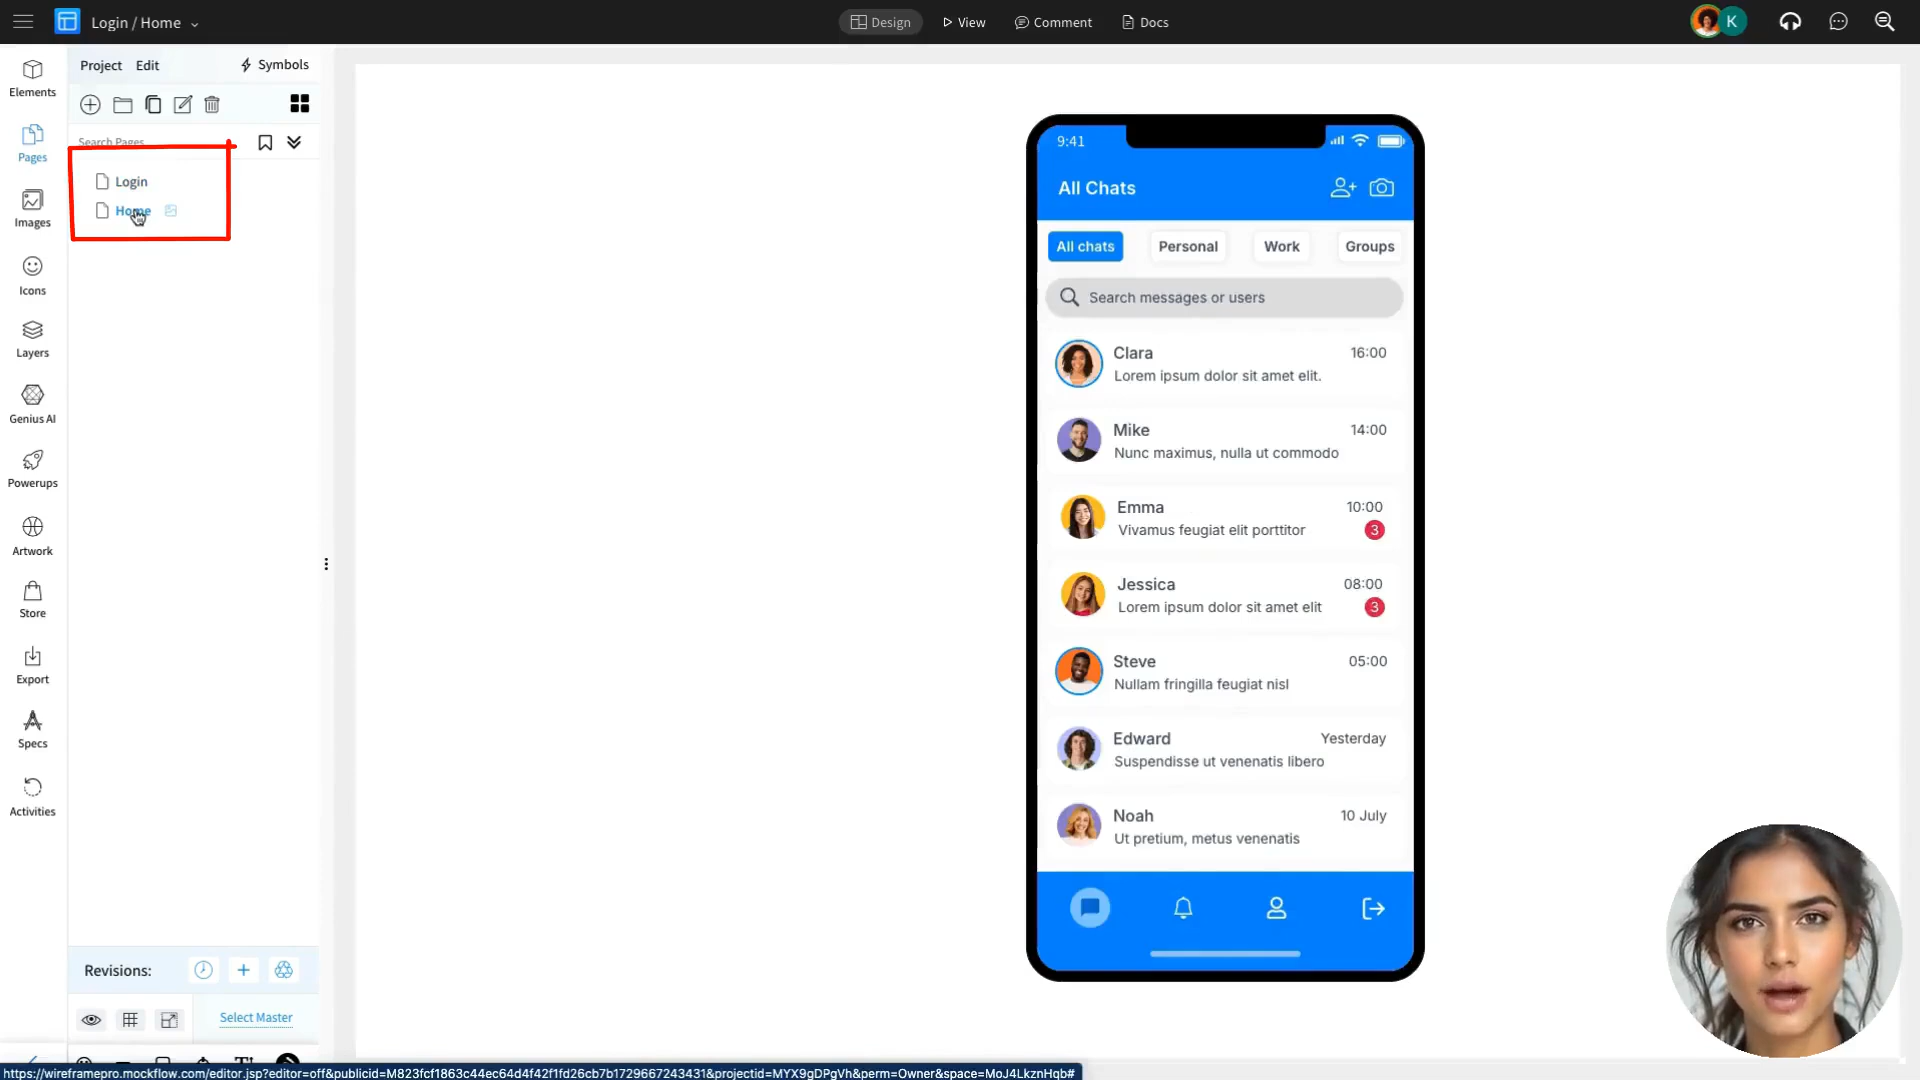 Login / Home
Design
View
Comment
Docs
K
Elements
Pages
Images
Icons
Layers
Genius AI
Powerups
Artwork
Store
Export
Specs
Activities
Project Edit Symbols
Search Pages
Login
Home
Revisions:
Select Master
9:41
All Chats
All chats Personal Work Groups
Search messages or users
Clara 16:00
Lorem ipsum dolor sit amet elit.
Mike 14:00
Nunc maximus, nulla ut commodo
Emma 10:00
Vivamus feugiat elit porttitor 3
Jessica 08:00
Lorem ipsum dolor sit amet elit 3
Steve 05:00
Nullam fringilla feugiat nisl
Edward Yesterday
Suspendisse ut venenatis libero
Noah 10 July
Ut pretium, metus venenatis
https://wireframepro.mockflow.com/editor.jsp?editor=off&publicid=M823fcf1863c44ec64d4f42f1fd26cb7b1729667243431&projectid=MYX9gDPgVh&perm=Owner&space=MoJ4LkznHqb#